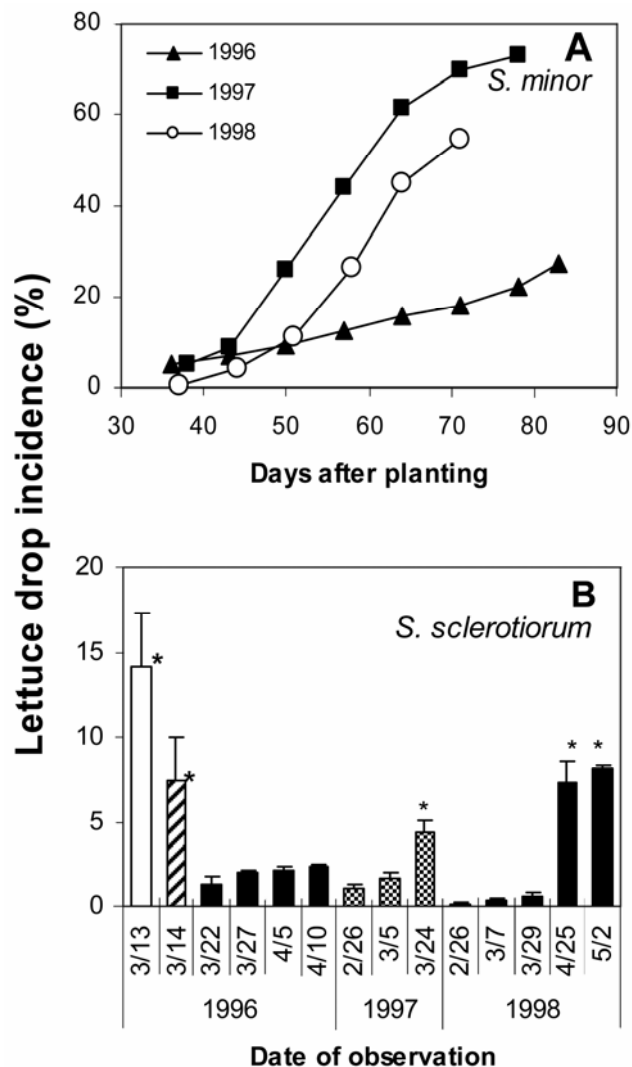 Lettuce drop incidence (%)
A
S. minor
1996
1997
1998
80
60
40
20
0
30 40 50 60 70 80 90
Days after planting
B
S. sclerotiorum
20
15
10
5
0
* * * * *
3/13 3/14 3/22 3/27 4/5 4/10 2/26 3/5 3/24 2/26 3/7 3/29 4/25 5/2
1996 1997 1998
Date of observation